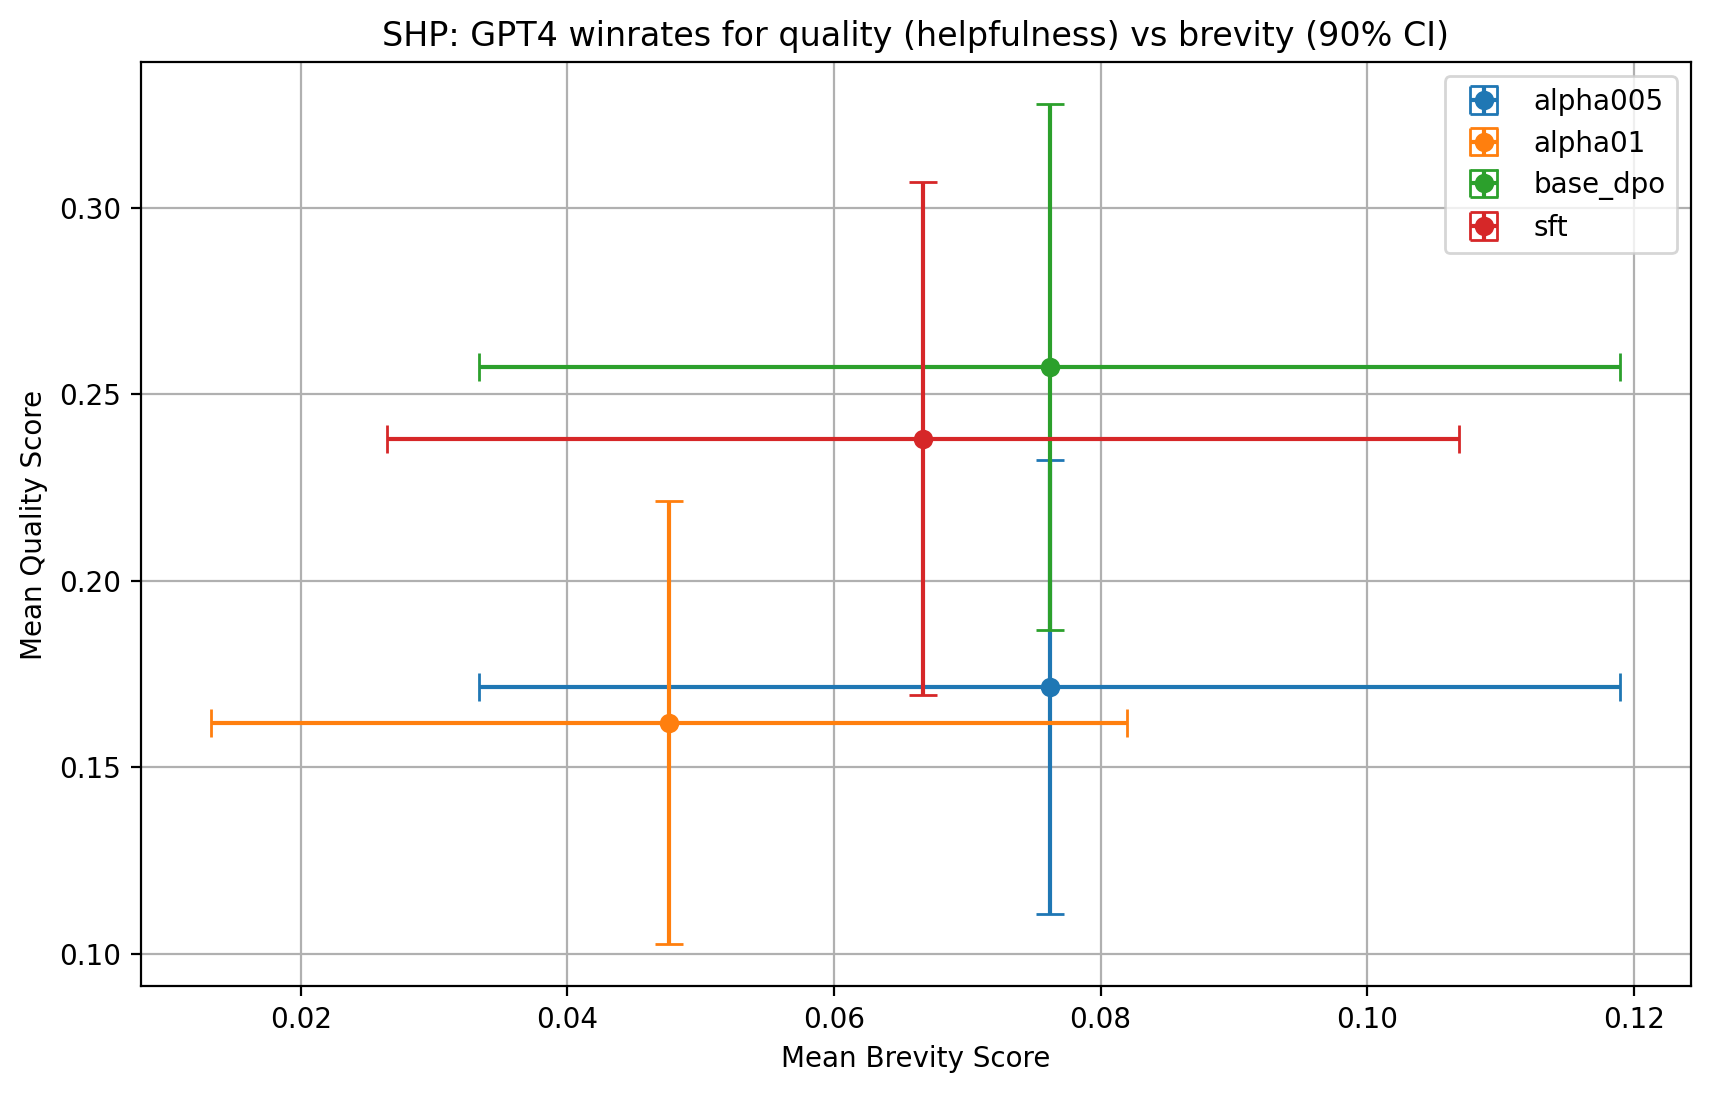 SHP: GPT4 winrates for quality (helpfulness) vs brevity (90% CI)
alpha005
alpha01
base_dpo
sft
Mean Quality Score
0.30
0.25
0.20
0.15
0.10
0.02 0.04 0.06 0.08 0.10 0.12
Mean Brevity Score